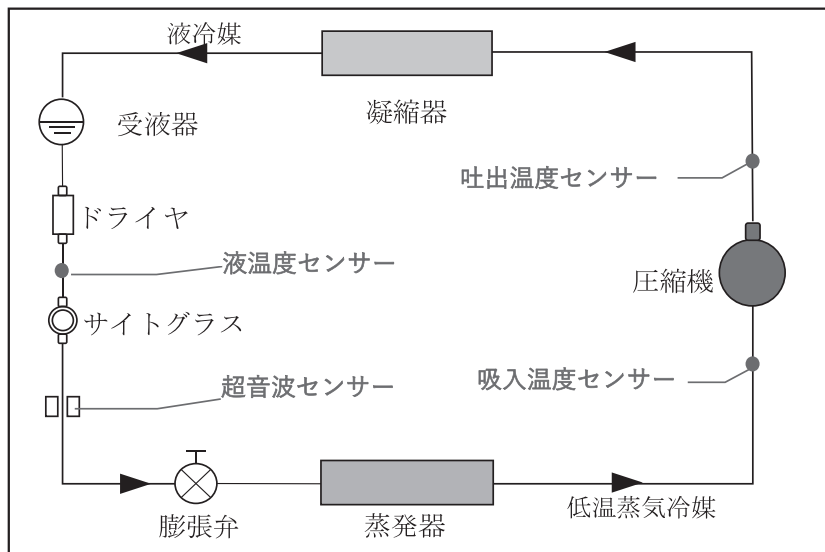 液冷媒
凝縮器
受液器
吐出温度センサー
ドライヤ
液温度センサー
圧縮機
サイトグラス
吸入温度センサー
超音波センサー
低温蒸気冷媒
膨張弁
蒸発器